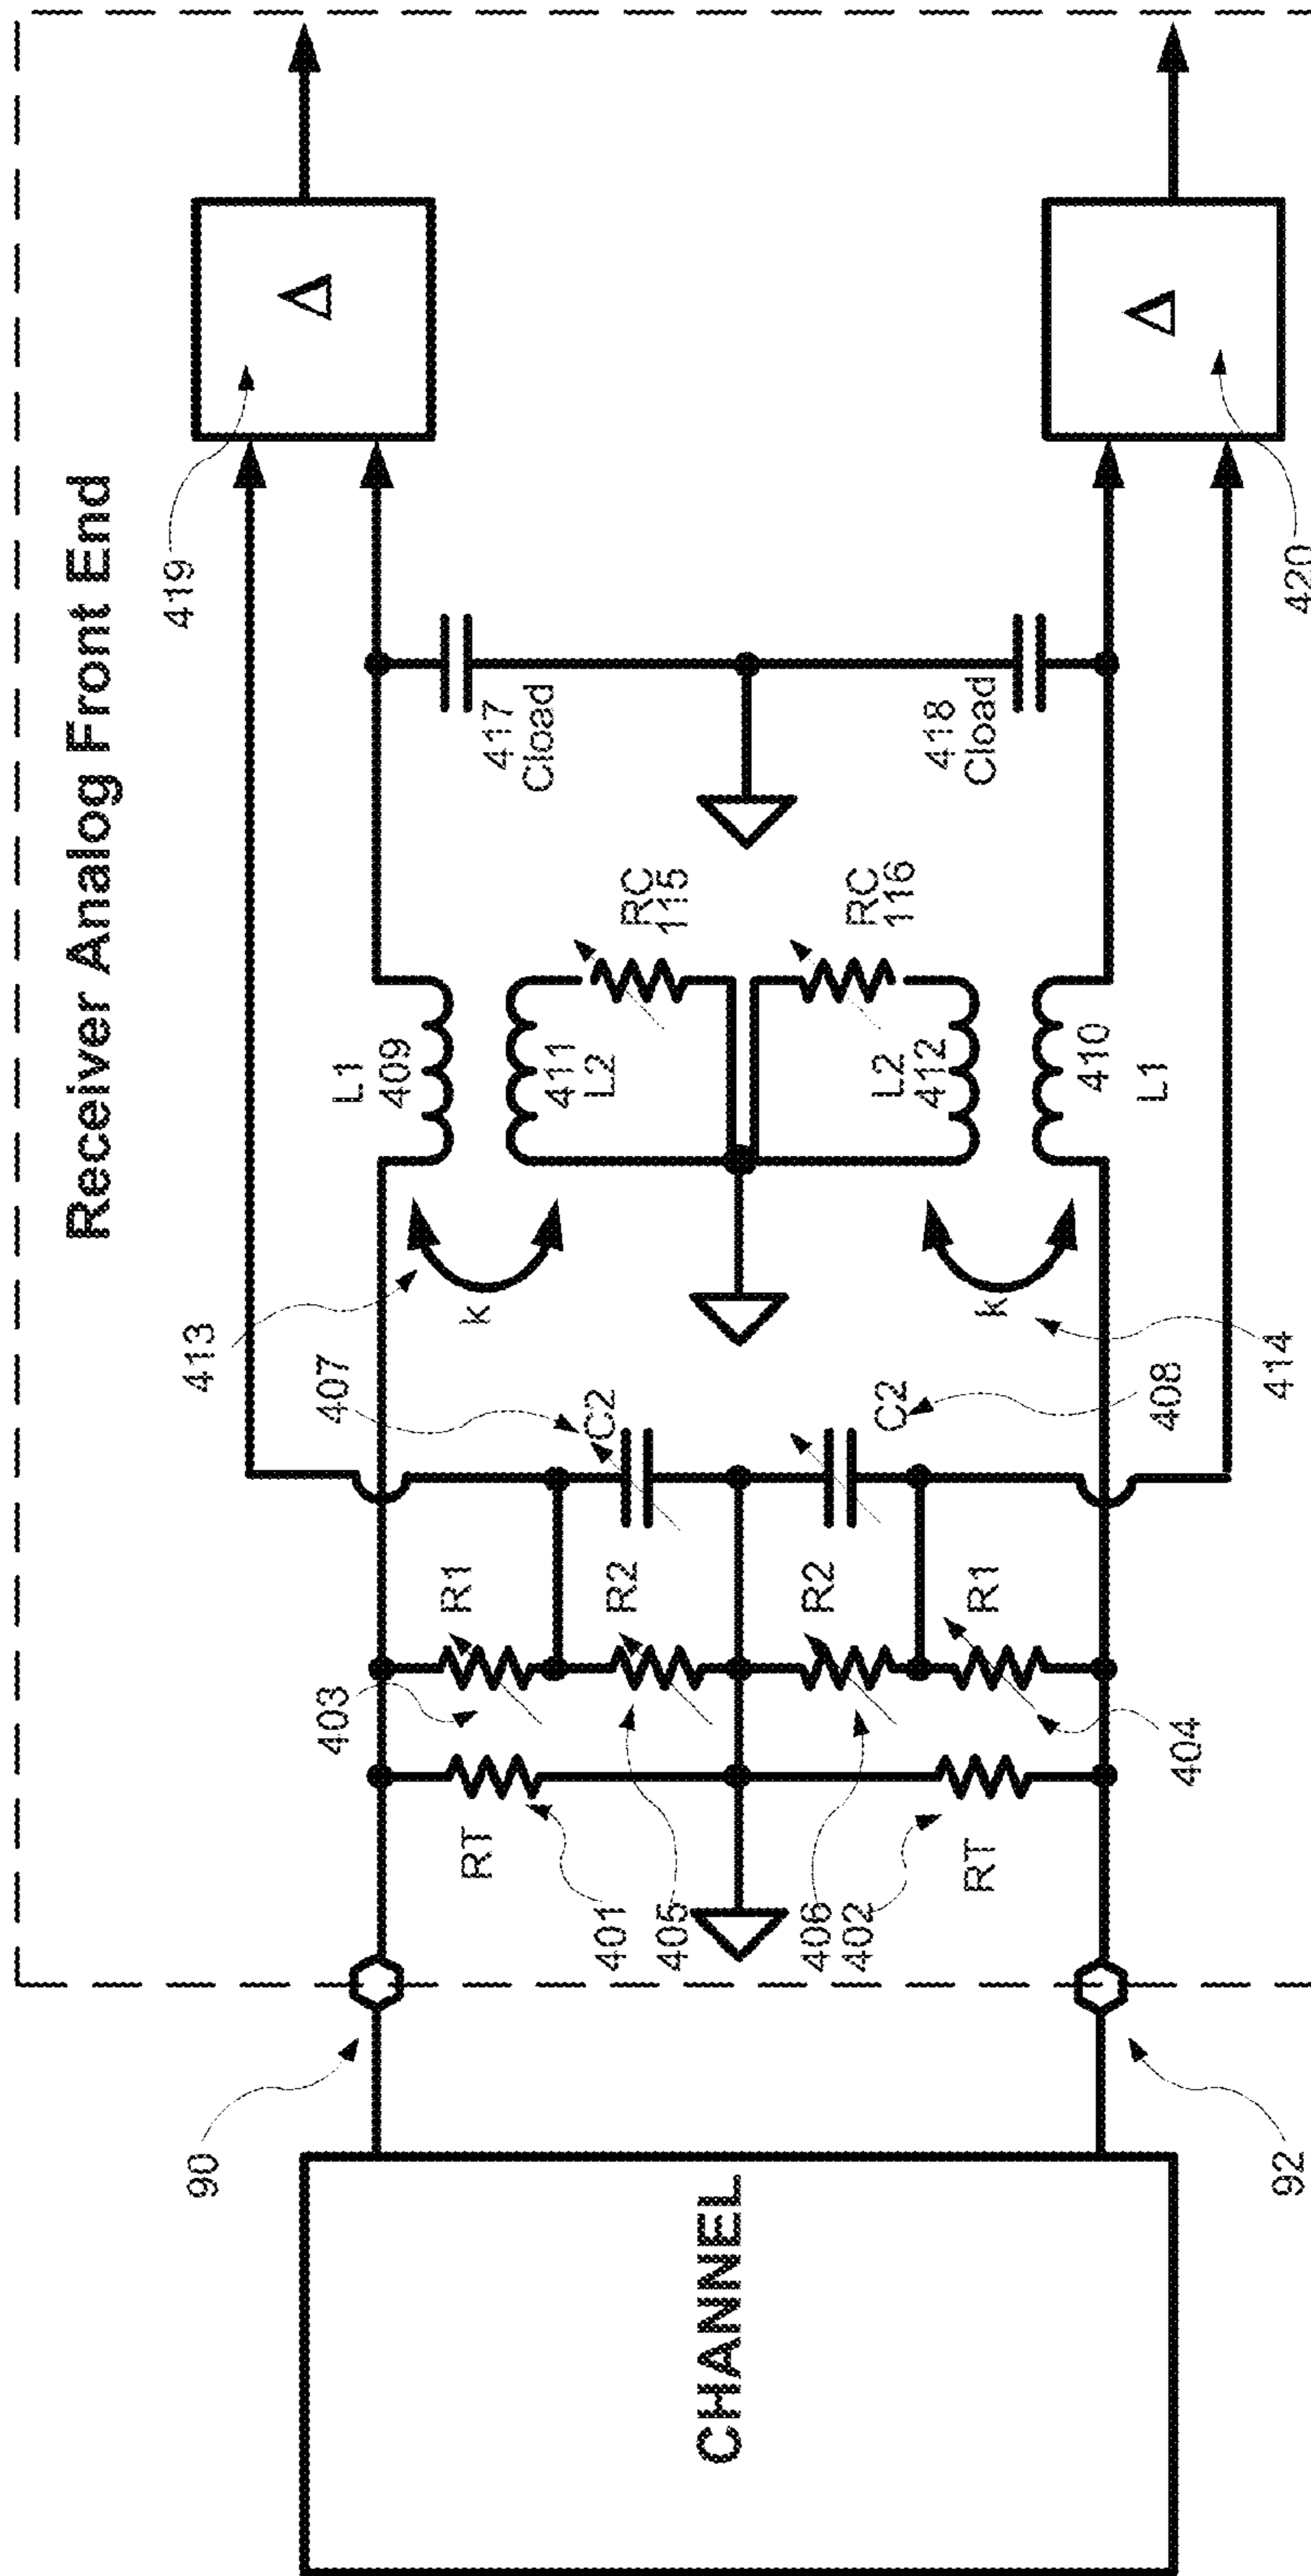 Receiver Analog Front End
CHANNEL
90
92
RT
401
405
406
402
RT
403
R1
R2
R2
R1
404
413
407
C2
C2
408
414
k
k
L1
409
411
L2
L2
412
410
L1
RC
115
RC
116
417
Cload
418
Cload
419
Δ
420
Δ